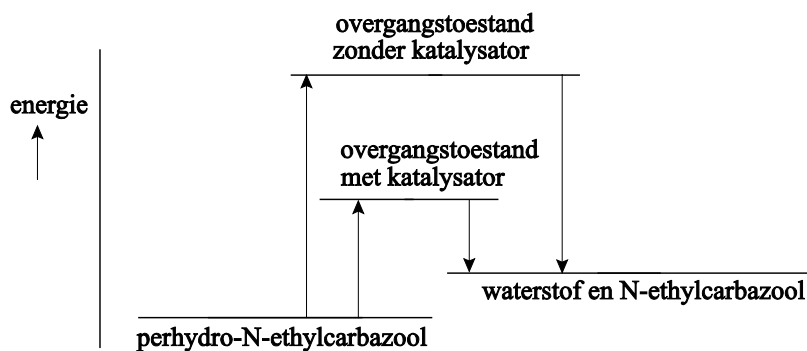 overgangstoestand
zonder katalysator
energie
overgangstoestand
met katalysator
waterstof en N-ethylcarbazool
perhydro-N-ethylcarbazool